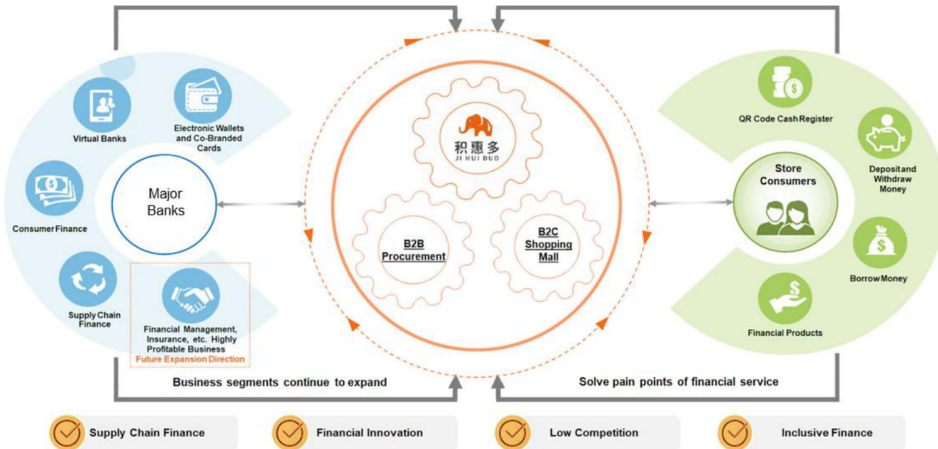 Virtual Banks
Electronic Wallets
and Co-Branded
Cards
Consumer Finance
Major
Banks
Supply Chain
Finance
Financial Management,
Insurance, etc. Highly
Profitable Business
Future Expansion Direction
Business segments continue to expand
积惠多
JI HUI DUO
B2B
Procurement
B2C
Shopping
Mall
QR Code Cash Register
Deposit and
Withdraw
Money
Store
Consumers
Borrow Money
Financial Products
Solve pain points of financial service
Supply Chain Finance
Financial Innovation
Low Competition
Inclusive Finance